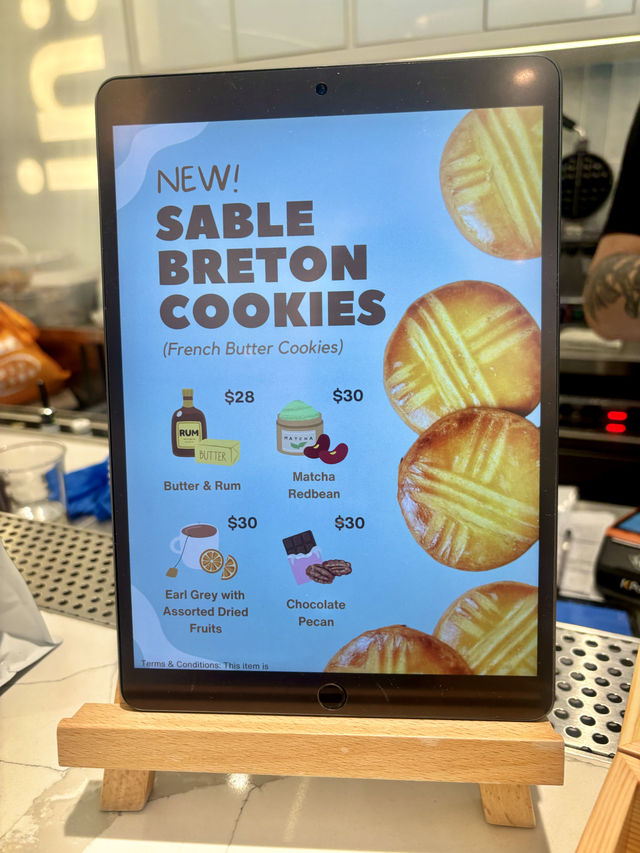 NEW!
SABLE
BRETON
COOKIES
(French Butter Cookies)
$28
RUM
BUTTER
Butter & Rum
$30
MATCHA
Matcha
Redbean
$30
Earl Grey with
Assorted Dried
Fruits
$30
Chocolate
Pecan
Terms & Conditions: This item is